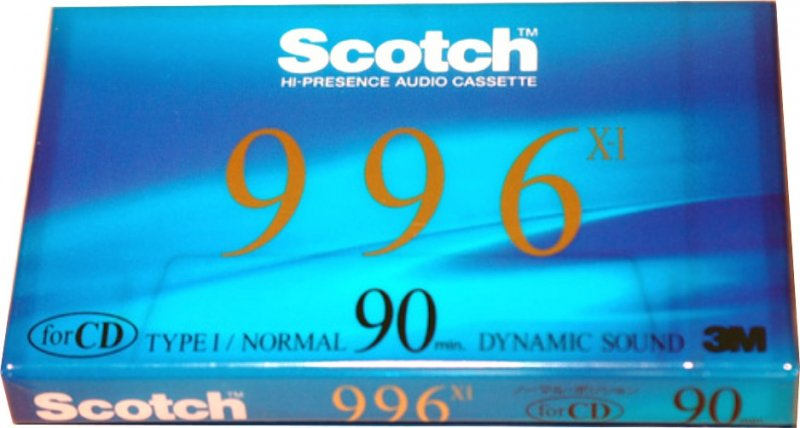 Scotch™
HI-PRESENCE AUDIO CASSETTE
996 X-I
for CD TYPE I / NORMAL 90 min. DYNAMIC SOUND 3M
Scotch™ 996 XI ノーマル・ポジション for CD 90 min.